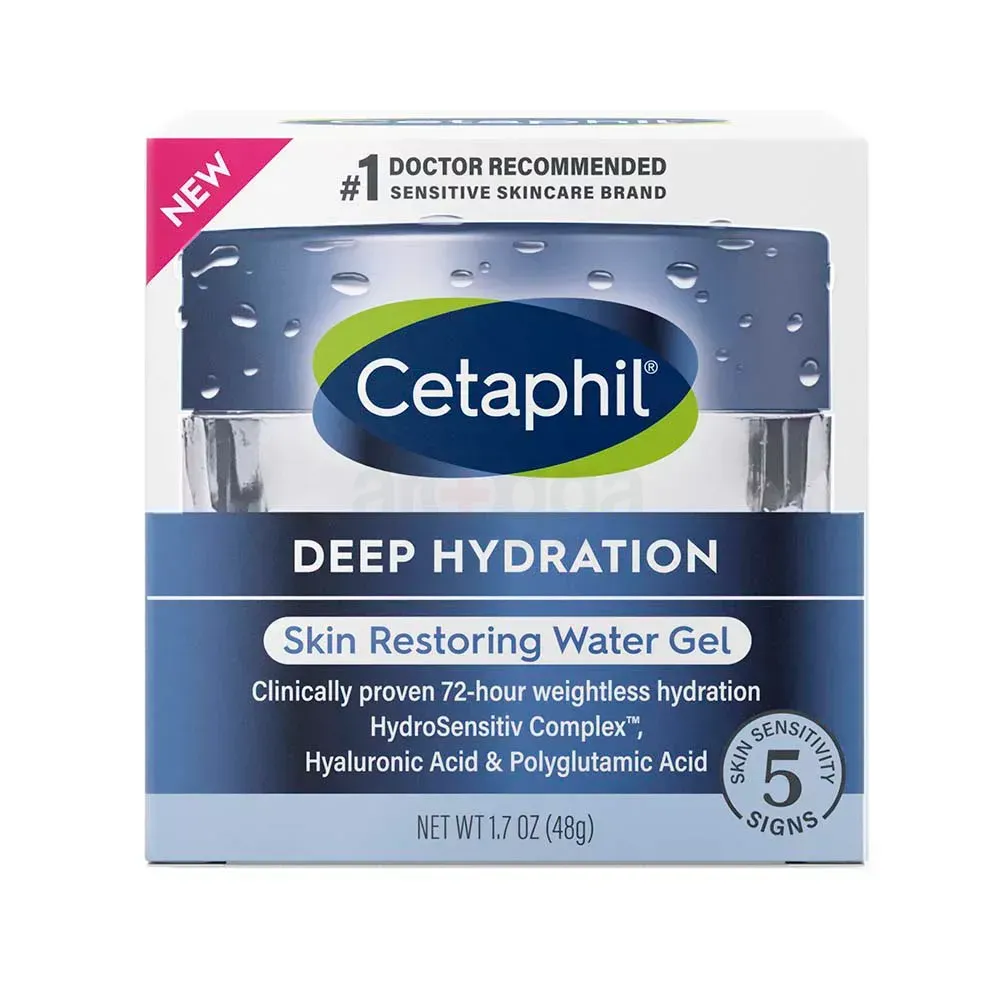 Cetaphil
NEW
#1 DOCTOR RECOMMENDED
SENSITIVE SKINCARE BRAND
Cetaphil®
DEEP HYDRATION
Skin Restoring Water Gel
Clinically proven 72-hour weightless hydration
HydroSensitiv Complex™,
Hyaluronic Acid & Polyglutamic Acid
SKIN SENSITIVITY
5
SIGNS
NET WT 1.7 OZ (48g)